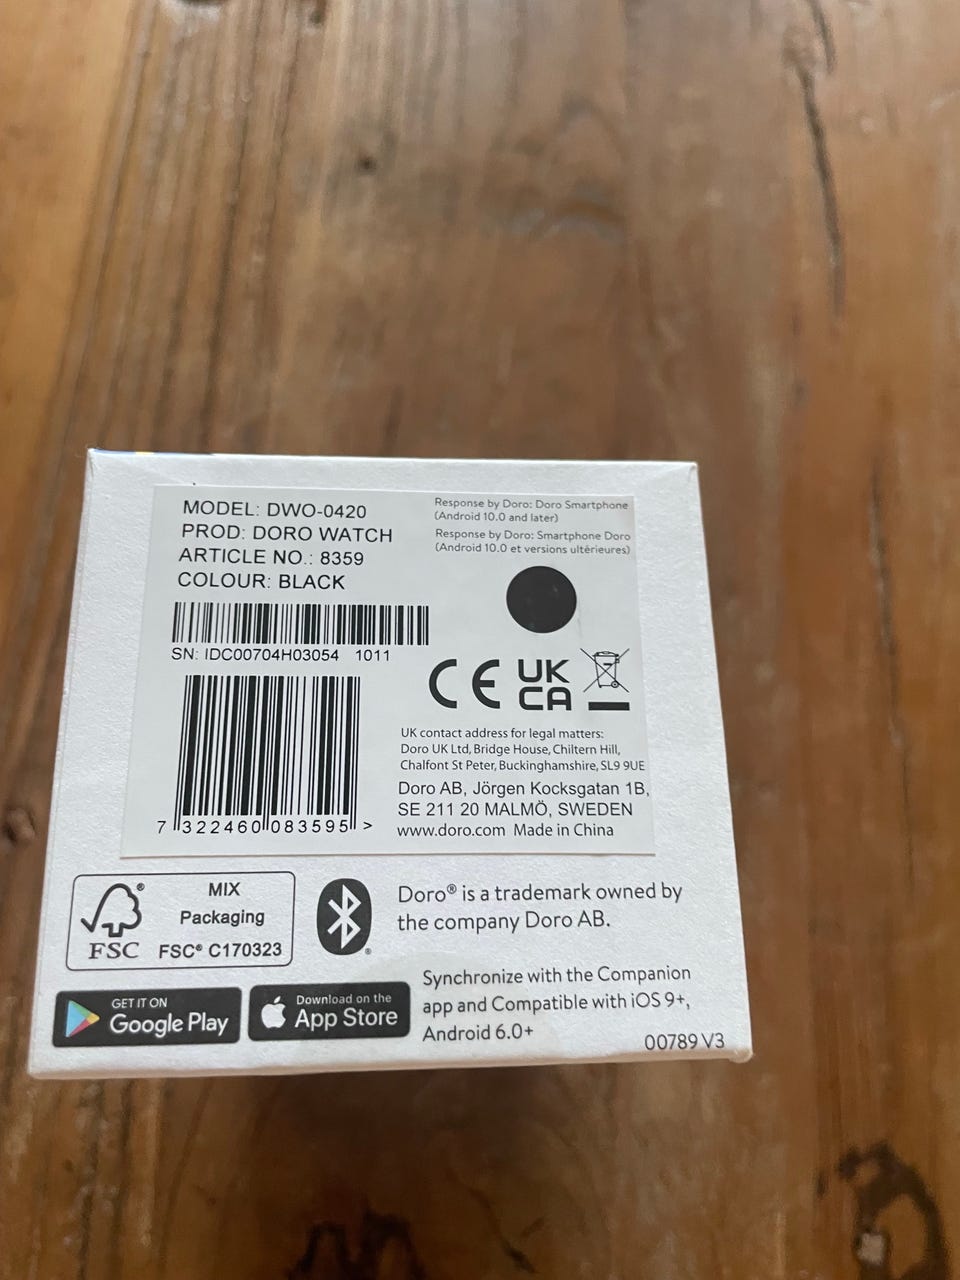 MODEL: DWO-0420
PROD: DORO WATCH
ARTICLE NO.: 8359
COLOUR: BLACK
SN: IDC00704H03054 1011
7 322460 083595 >
Response by Doro: Doro Smartphone
(Android 10.0 and later)
Response by Doro: Smartphone Doro
(Android 10.0 et versions ultérieures)
CE UK
CA
UK contact address for legal matters:
Doro UK Ltd, Bridge House, Chiltern Hill,
Chalfont St Peter, Buckinghamshire, SL9 9UE
Doro AB, Jörgen Kocksgatan 1B,
SE 211 20 MALMÖ, SWEDEN
www.doro.com Made in China
MIX
Packaging
FSC FSC® C170323
Doro® is a trademark owned by
the company Doro AB.
GET IT ON
Google Play
Download on the
App Store
Synchronize with the Companion
app and Compatible with iOS 9+,
Android 6.0+
00789 V3